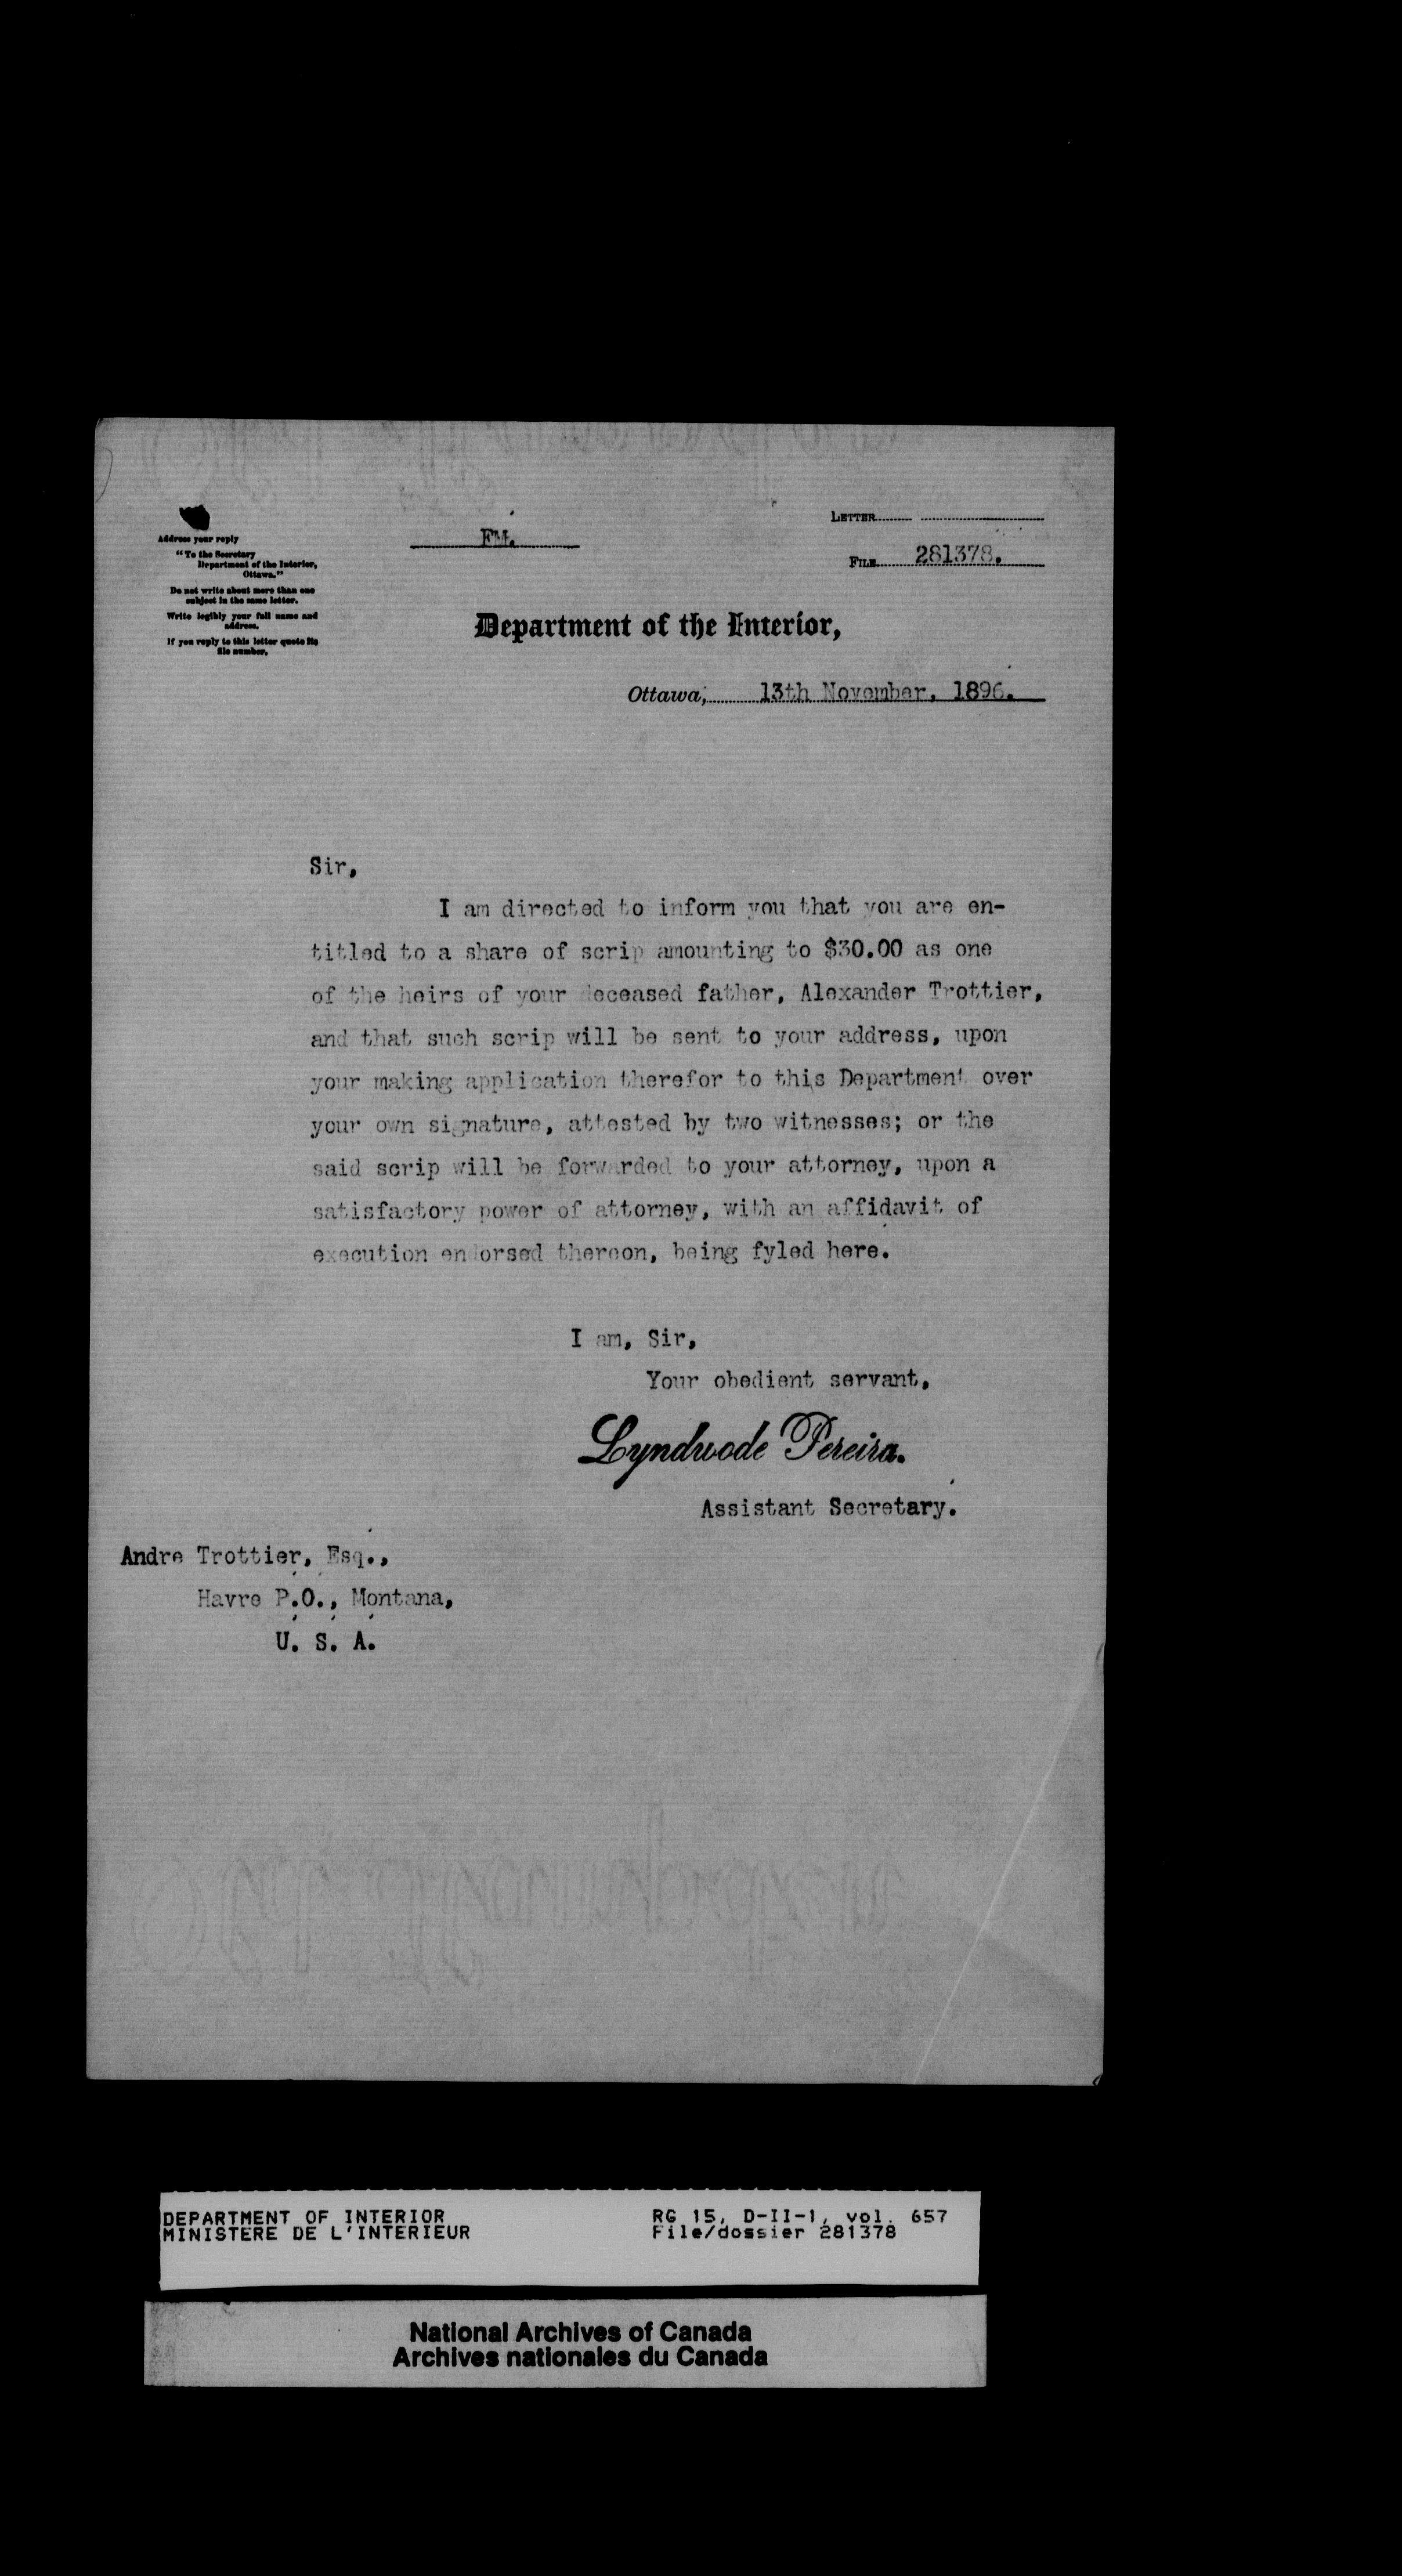 Address your reply
"To the Secretary
Department of the Interior,
Ottawa."
Do not write about more than one
subject in the same letter.
Write legibly your full name and
address.
If you reply to this letter quote its
file number.
FM.
LETTER
FILE 281378.
Department of the Interior,
Ottawa, 13th November, 1896.
Sir,
I am directed to inform you that you are en-
titled to a share of scrip amounting to $30.00 as one
of the heirs of your deceased father, Alexander Trottier,
and that such scrip will be sent to your address, upon
your making application therefor to this Department over
your own signature, attested by two witnesses; or the
said scrip will be forwarded to your attorney, upon a
satisfactory power of attorney, with an affidavit of
execution endorsed thereon, being fyled here.
I am, Sir,
Your obedient servant,
Lyndwode Pereira.
Assistant Secretary.
Andre Trottier, Esq.,
Havre P.O., Montana,
U. S. A.
DEPARTMENT OF INTERIOR
MINISTERE DE L'INTERIEUR
RG 15, D-II-1, vol. 657
File/dossier 281378
National Archives of Canada
Archives nationales du Canada